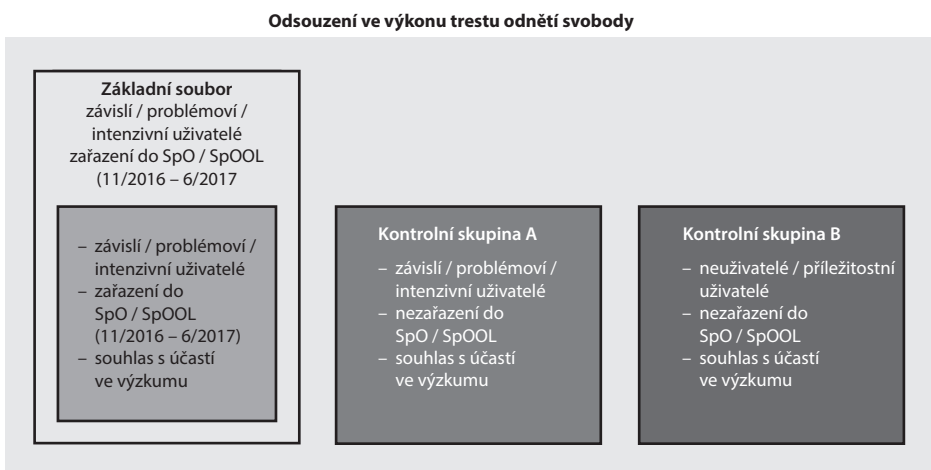 Odsouzení ve výkonu trestu odnětí svobody
Základní soubor
závislí / problémoví /
intenzivní uživatelé
zařazení do SpO / SpOOL
(11/2016 – 6/2017
– závislí / problémoví /
intenzivní uživatelé
– zařazení do
SpO / SpOOL
(11/2016 – 6/2017)
– souhlas s účastí
ve výzkumu
Kontrolní skupina A
– závislí / problémoví /
intenzivní uživatelé
– nezařazení do
SpO / SpOOL
– souhlas s účastí
ve výzkumu
Kontrolní skupina B
– neuživatelé / příležitostní
uživatelé
– nezařazení do
SpO / SpOOL
– souhlas s účastí
ve výzkumu